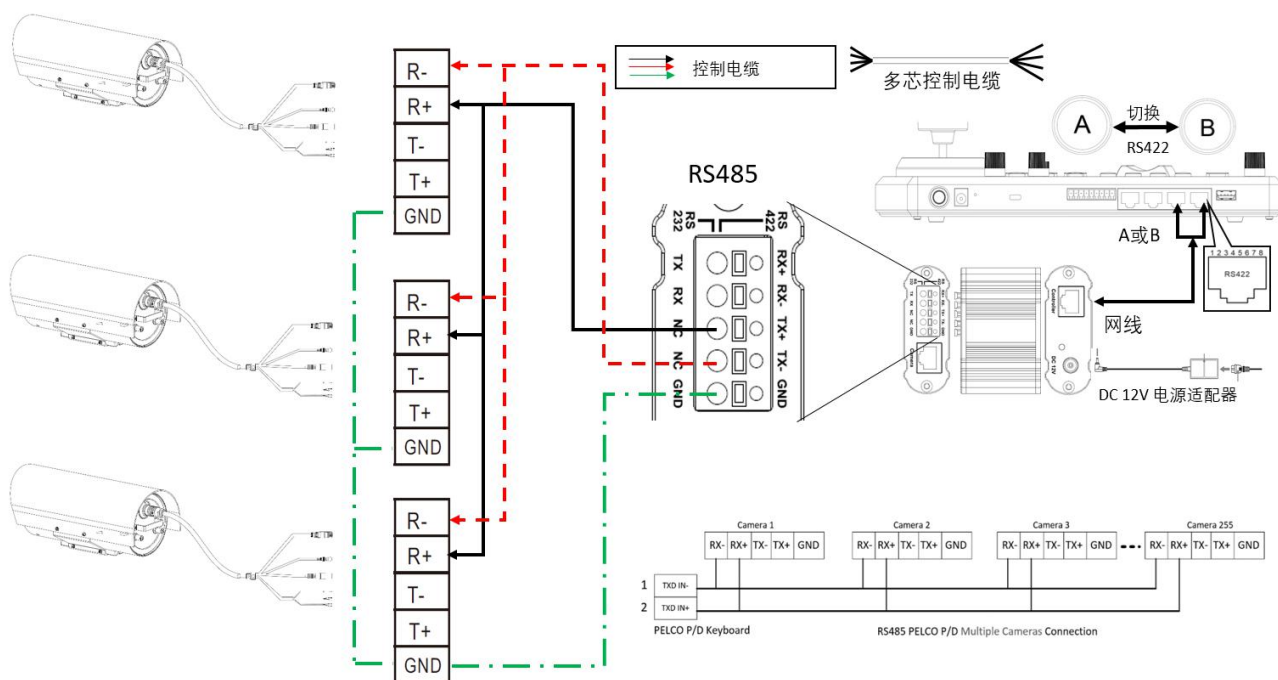 R-
R+
T-
T+
GND
R-
R+
T-
T+
GND
R-
R+
T-
T+
GND
控制电缆
多芯控制电缆
A
切换
B
RS422
RS485
RS
232
RS
422
TX
RX
NC
NC
GND
RX+
RX-
TX+
TX-
GND
A或B
1 2 3 4 5 6 7 8
RS422
Controller
Camera
DC 12V
网线
DC 12V 电源适配器
Camera 1
Camera 2
Camera 3
Camera 255
RX- RX+ TX- TX+ GND
RX- RX+ TX- TX+ GND
RX- RX+ TX- TX+ GND
RX- RX+ TX- TX+ GND
1 TXD IN-
2 TXD IN+
PELCO P/D Keyboard
RS485 PELCO P/D Multiple Cameras Connection